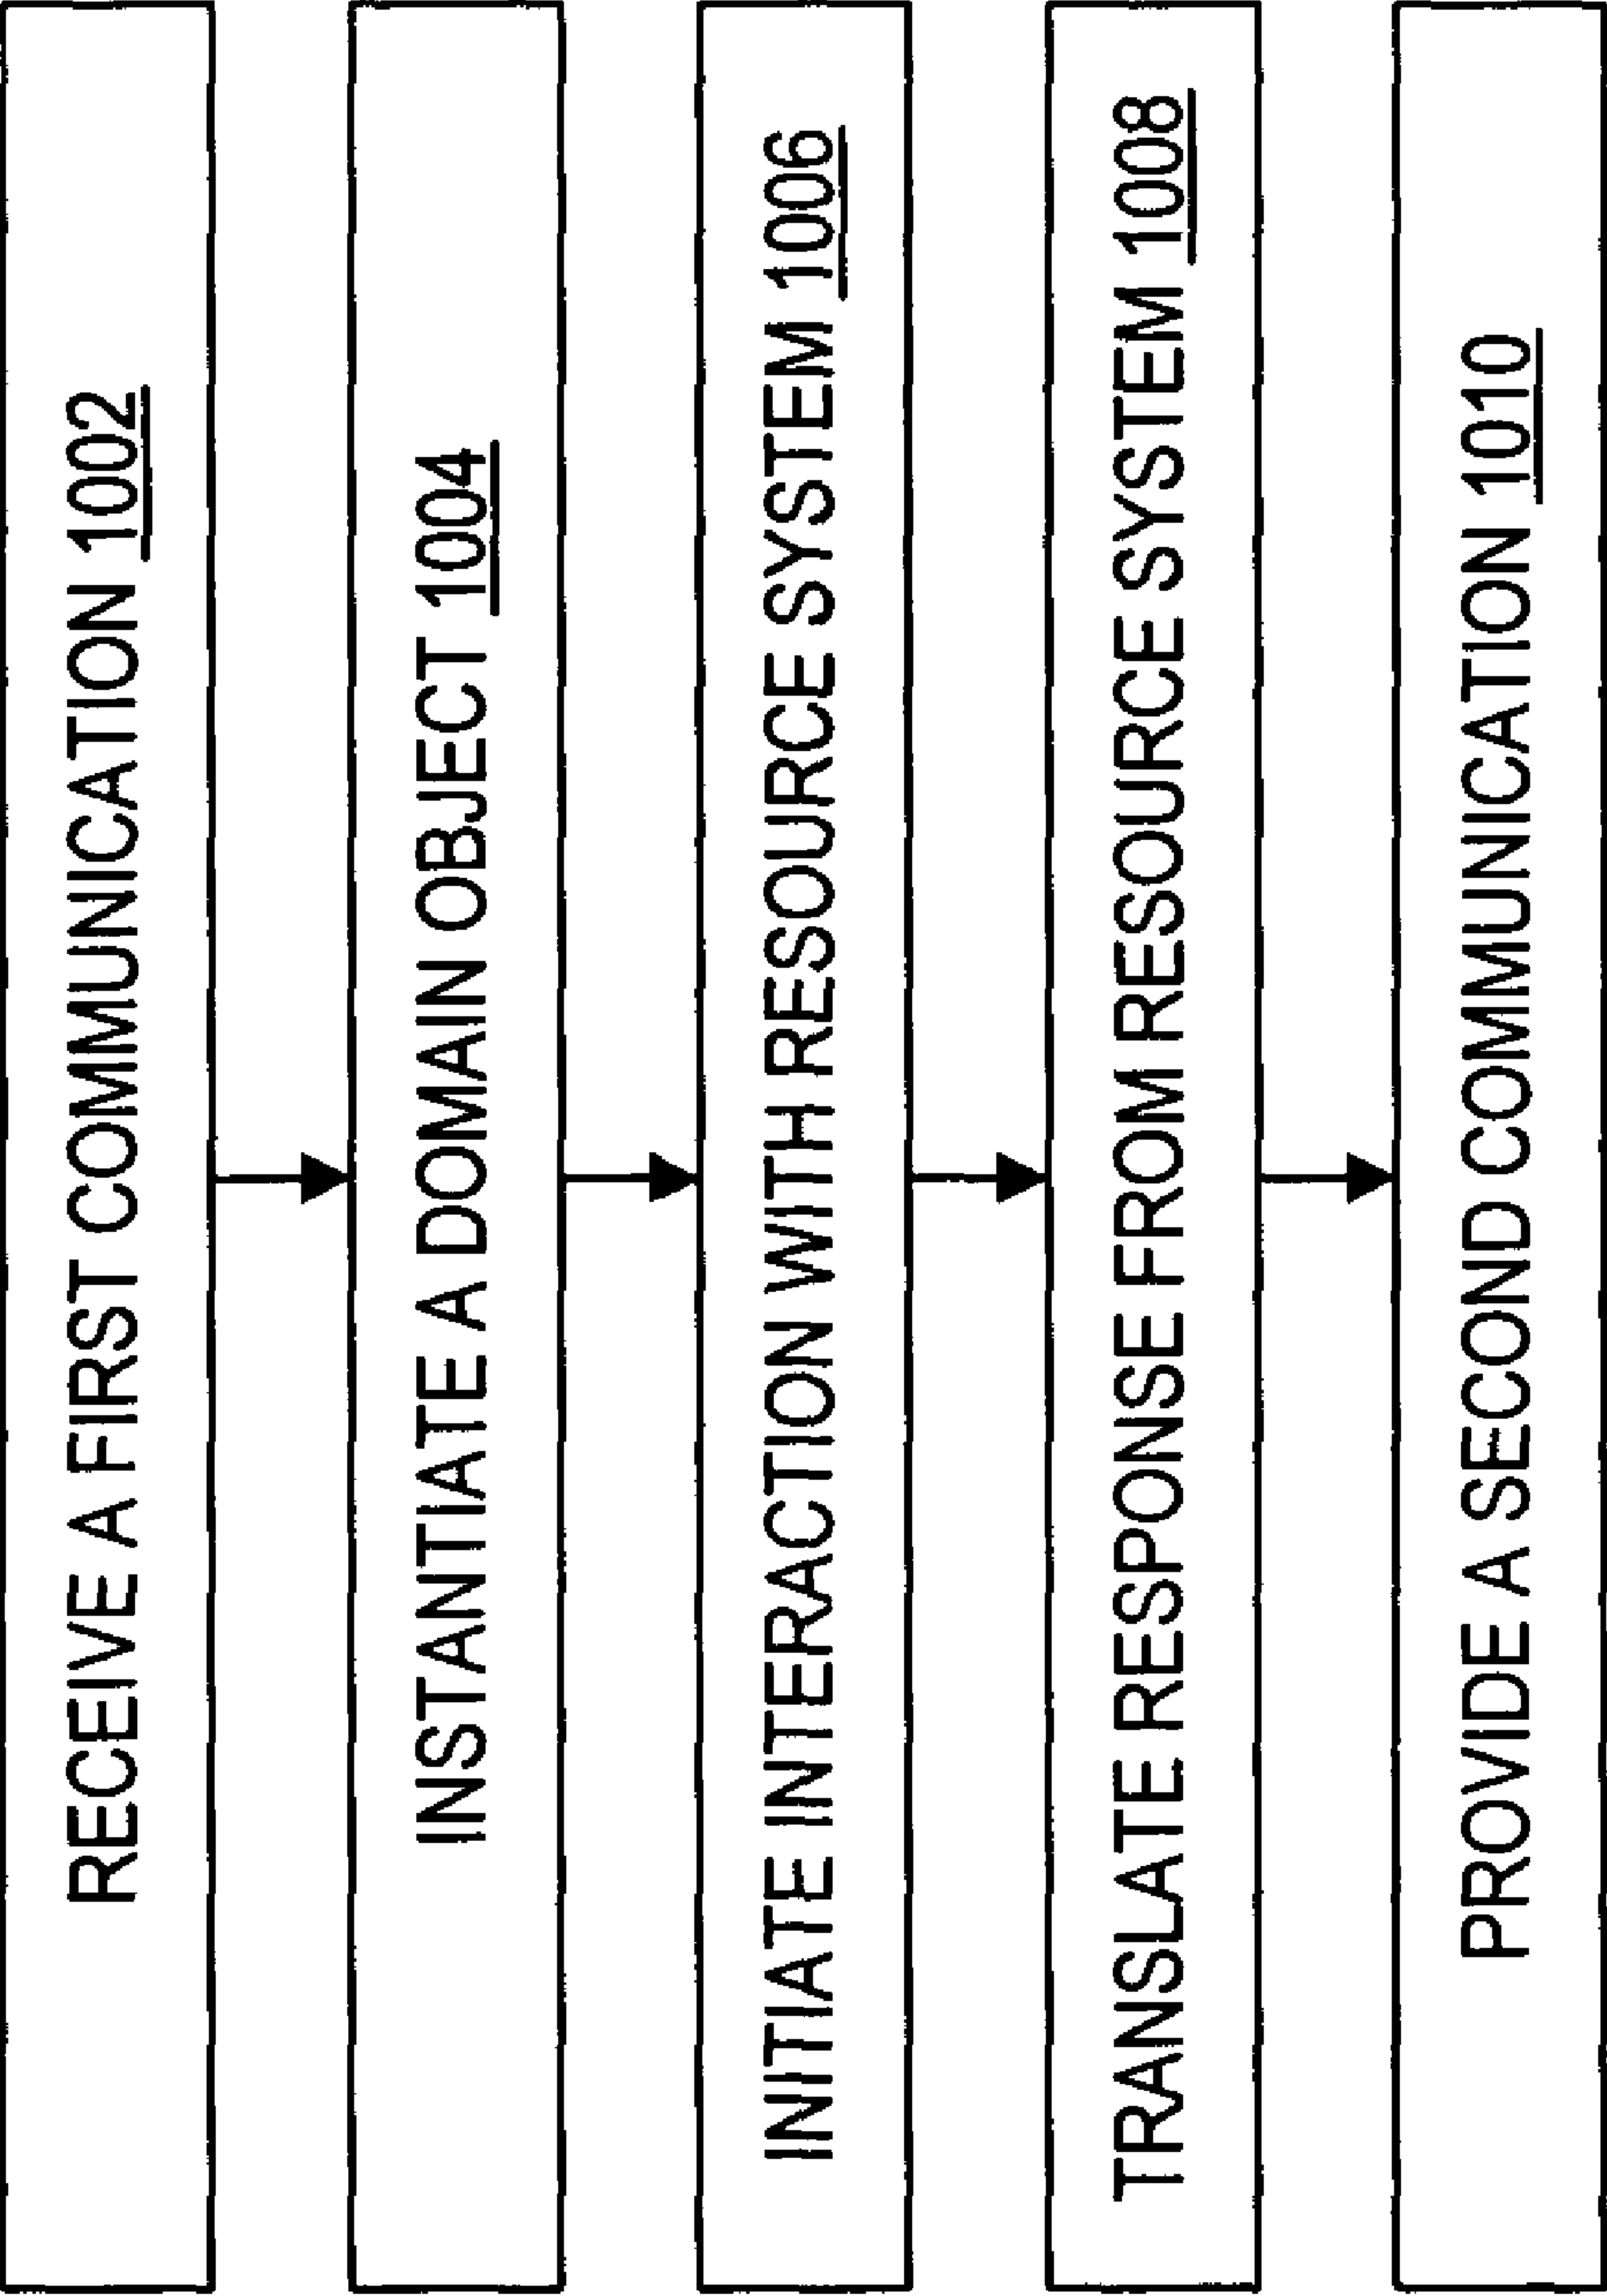 RECEIVE A FIRST COMMUNICATION 1002
INSTANTIATE A DOMAIN OBJECT 1004
INITIATE INTERACTION WITH RESOURCE SYSTEM 1006
TRANSLATE RESPONSE FROM RESOURCE SYSTEM 1008
PROVIDE A SECOND COMMUNICATION 1010